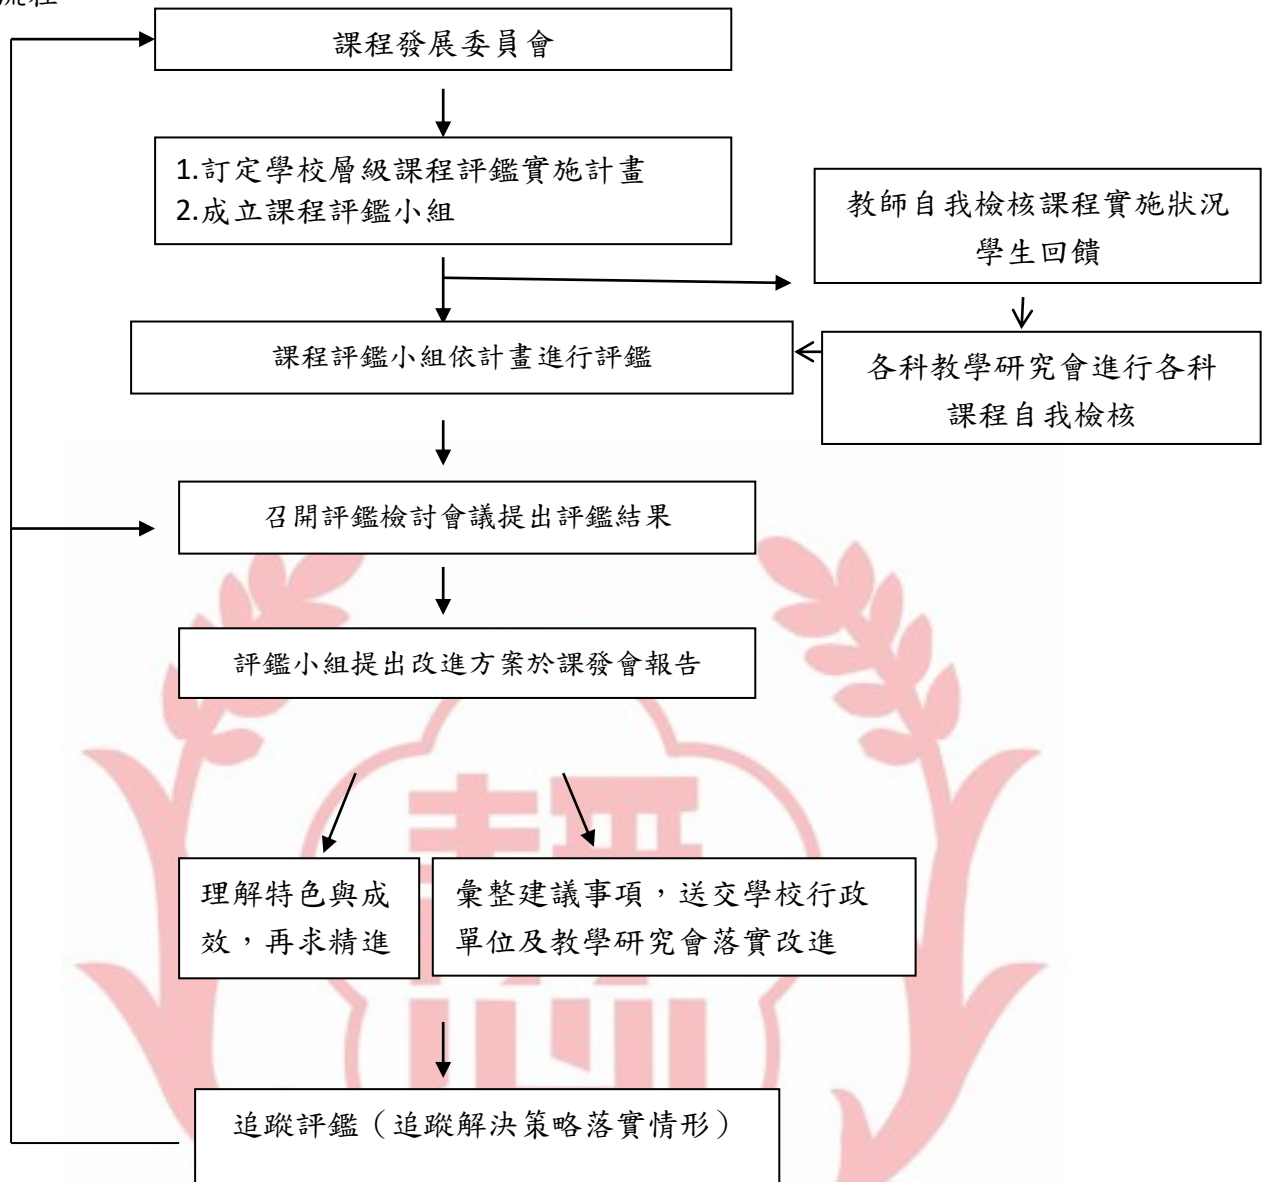 課程發展委員會
1.訂定學校層級課程評鑑實施計畫
2.成立課程評鑑小組
教師自我檢核課程實施狀況
學生回饋
課程評鑑小組依計畫進行評鑑
各科教學研究會進行各科
課程自我檢核
召開評鑑檢討會議提出評鑑結果
評鑑小組提出改進方案於課發會報告
理解特色與成
效，再求精進
彙整建議事項，送交學校行政
單位及教學研究會落實改進
追蹤評鑑（追蹤解決策略落實情形）